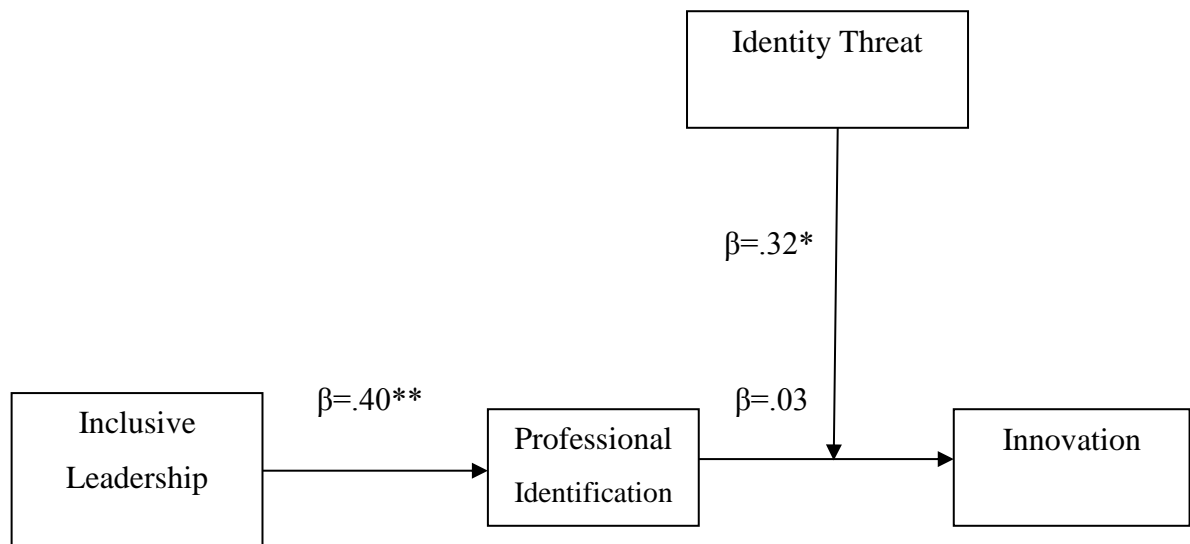 Identity Threat
β=.32*
β=.40**
β=.03
Inclusive
Leadership
Professional
Identification
Innovation